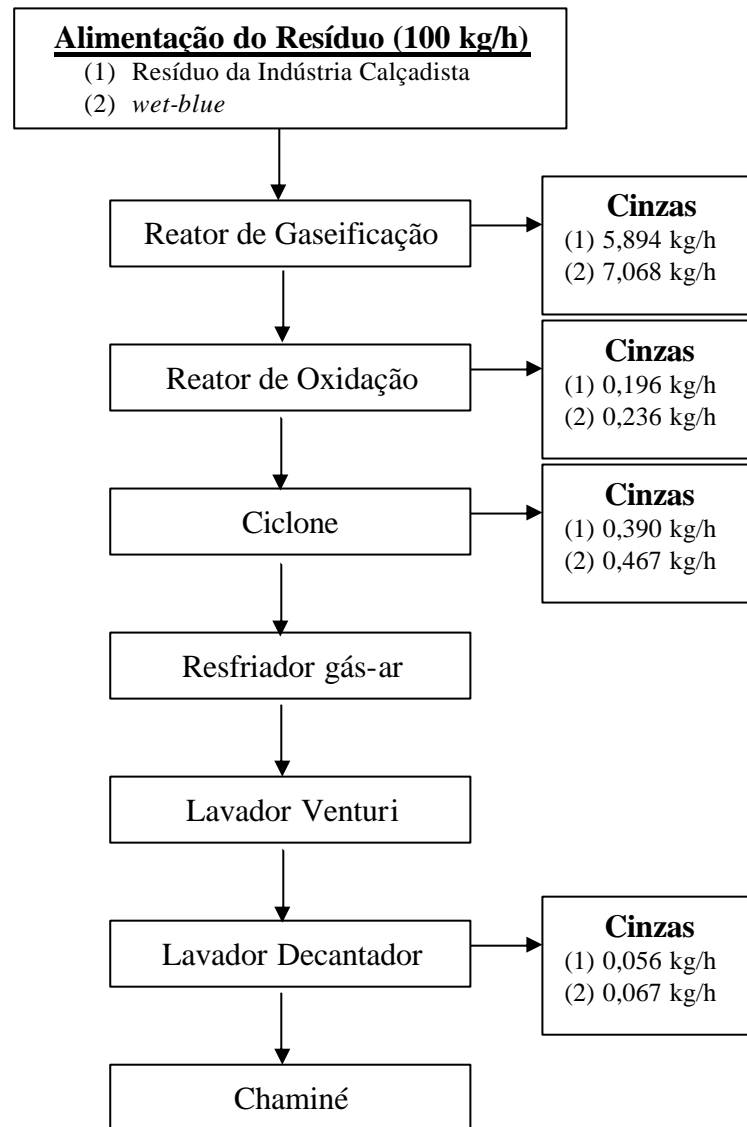 Alimentação do Resíduo (100 kg/h)
(1) Resíduo da Indústria Calçadista
(2) wet-blue
Reator de Gaseificação
Cinzas
(1) 5,894 kg/h
(2) 7,068 kg/h
Reator de Oxidação
Cinzas
(1) 0,196 kg/h
(2) 0,236 kg/h
Ciclone
Cinzas
(1) 0,390 kg/h
(2) 0,467 kg/h
Resfriador gás-ar
Lavador Venturi
Lavador Decantador
Cinzas
(1) 0,056 kg/h
(2) 0,067 kg/h
Chaminé